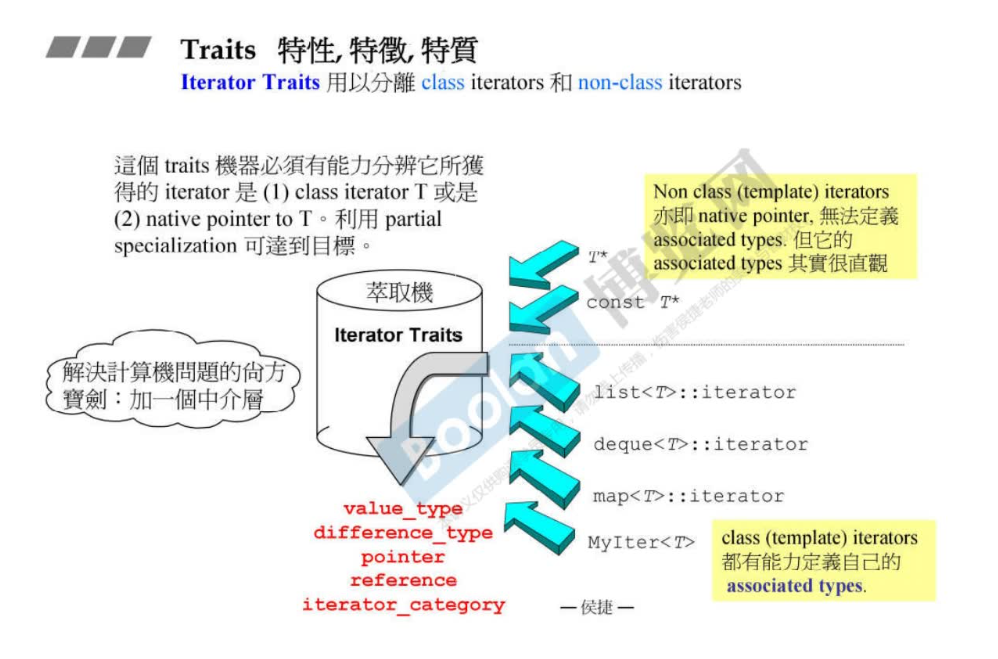 Traits 特性, 特徵, 特質
Iterator Traits 用以分離 class iterators 和 non-class iterators
這個 traits 機器必須有能力分辨它所獲
得的 iterator 是 (1) class iterator T 或是
(2) native pointer to T。利用 partial
specialization 可達到目標。
Non class (template) iterators
亦即 native pointer, 無法定義
associated types. 但它的
associated types 其實很直觀
T*
const T*
萃取機
Iterator Traits
解決計算機問題的尚方
寶劍：加一個中介層
list<T>::iterator
deque<T>::iterator
map<T>::iterator
MyIter<T>
class (template) iterators
都有能力定義自己的
associated types.
value_type
difference_type
pointer
reference
iterator_category
— 侯捷 —
Boolan
博览网